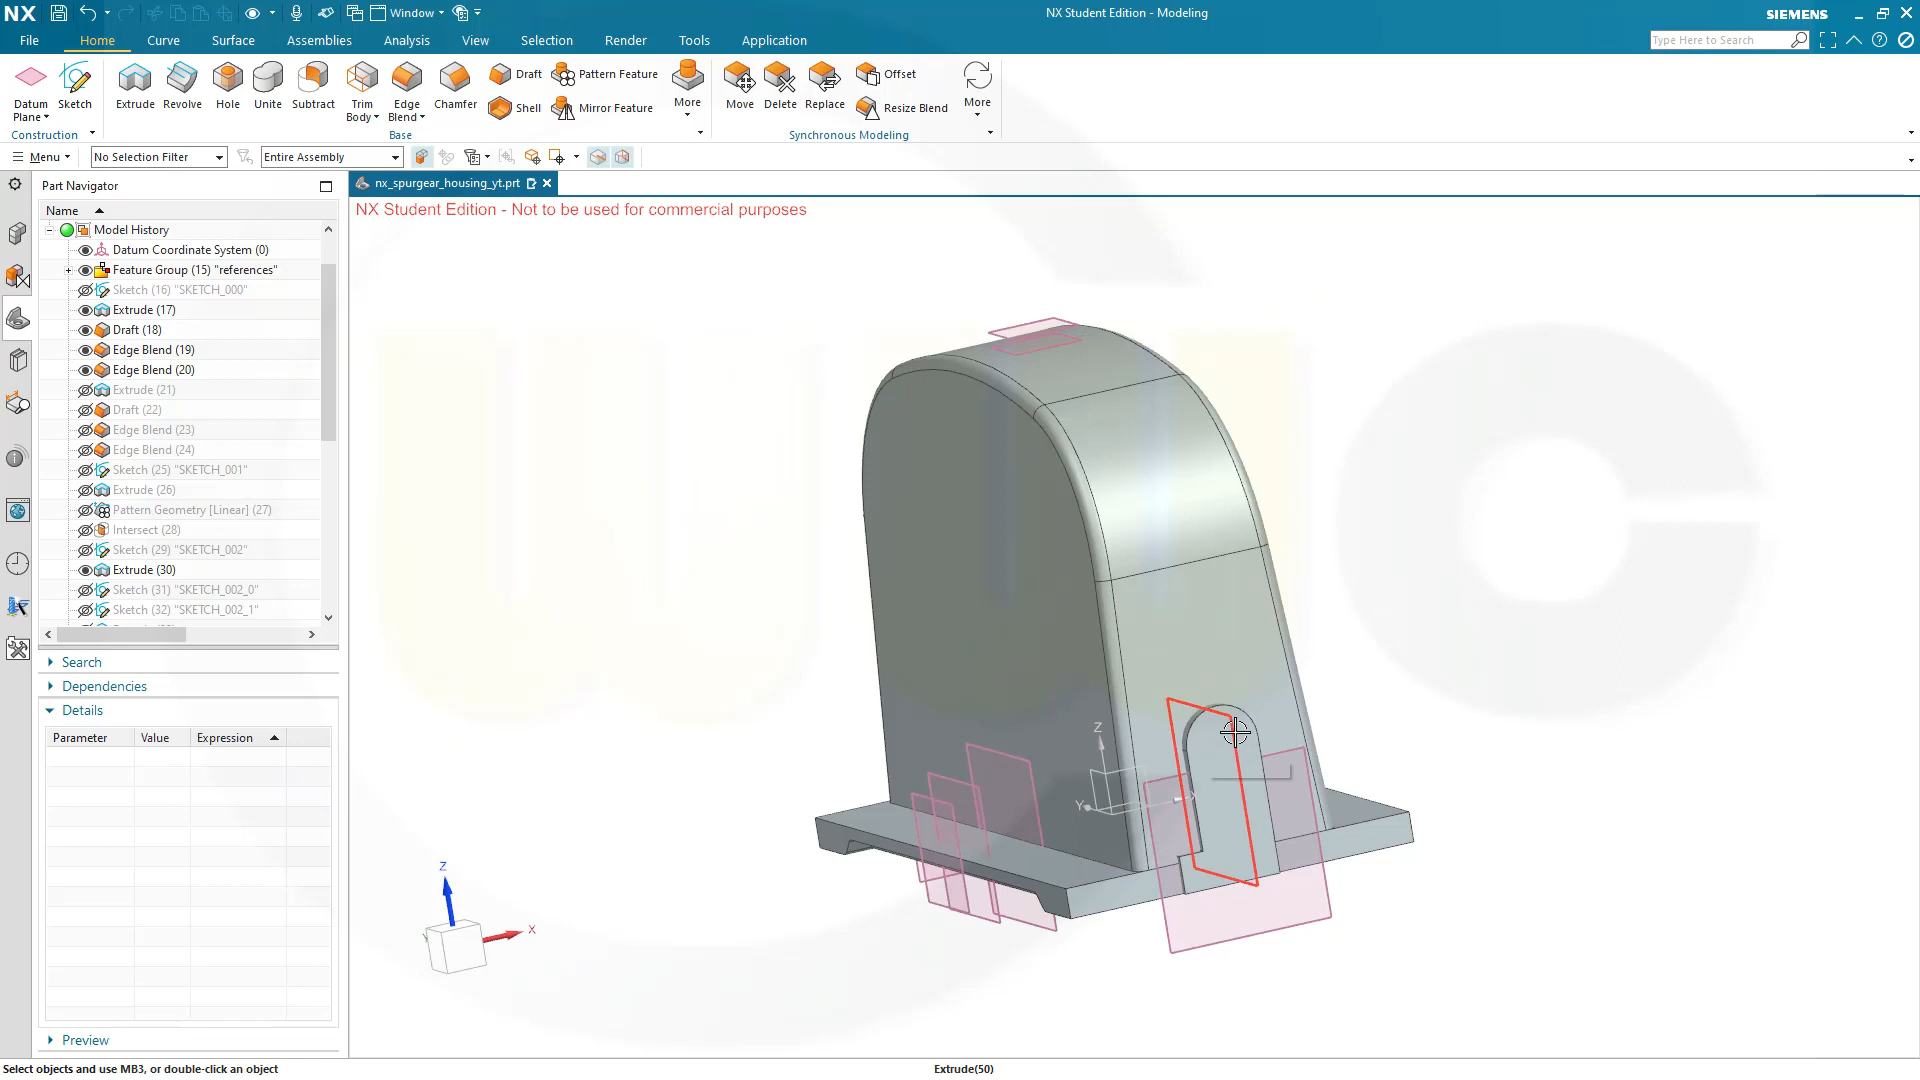 NX
Window
NX Student Edition - Modeling
SIEMENS
File
Home
Curve
Surface
Assemblies
Analysis
View
Selection
Render
Tools
Application
Type Here to Search
Datum Plane
Sketch
Extrude
Revolve
Hole
Unite
Subtract
Trim Body
Edge Blend
Chamfer
Draft
Shell
Pattern Feature
Mirror Feature
More
Move
Delete
Replace
Offset
Resize Blend
More
Construction
Base
Synchronous Modeling
Menu
No Selection Filter
Entire Assembly
Part Navigator
nx_spurgear_housing_yt.prt
NX Student Edition - Not to be used for commercial purposes
Name
Model History
Datum Coordinate System (0)
Feature Group (15) "references"
Sketch (16) "SKETCH_000"
Extrude (17)
Draft (18)
Edge Blend (19)
Edge Blend (20)
Extrude (21)
Draft (22)
Edge Blend (23)
Edge Blend (24)
Sketch (25) "SKETCH_001"
Extrude (26)
Pattern Geometry [Linear] (27)
Intersect (28)
Sketch (29) "SKETCH_002"
Extrude (30)
Sketch (31) "SKETCH_002_0"
Sketch (32) "SKETCH_002_1"
Search
Dependencies
Details
Parameter
Value
Expression
Preview
Z
Y
Z
X
Y
Select objects and use MB3, or double-click an object
Extrude(50)